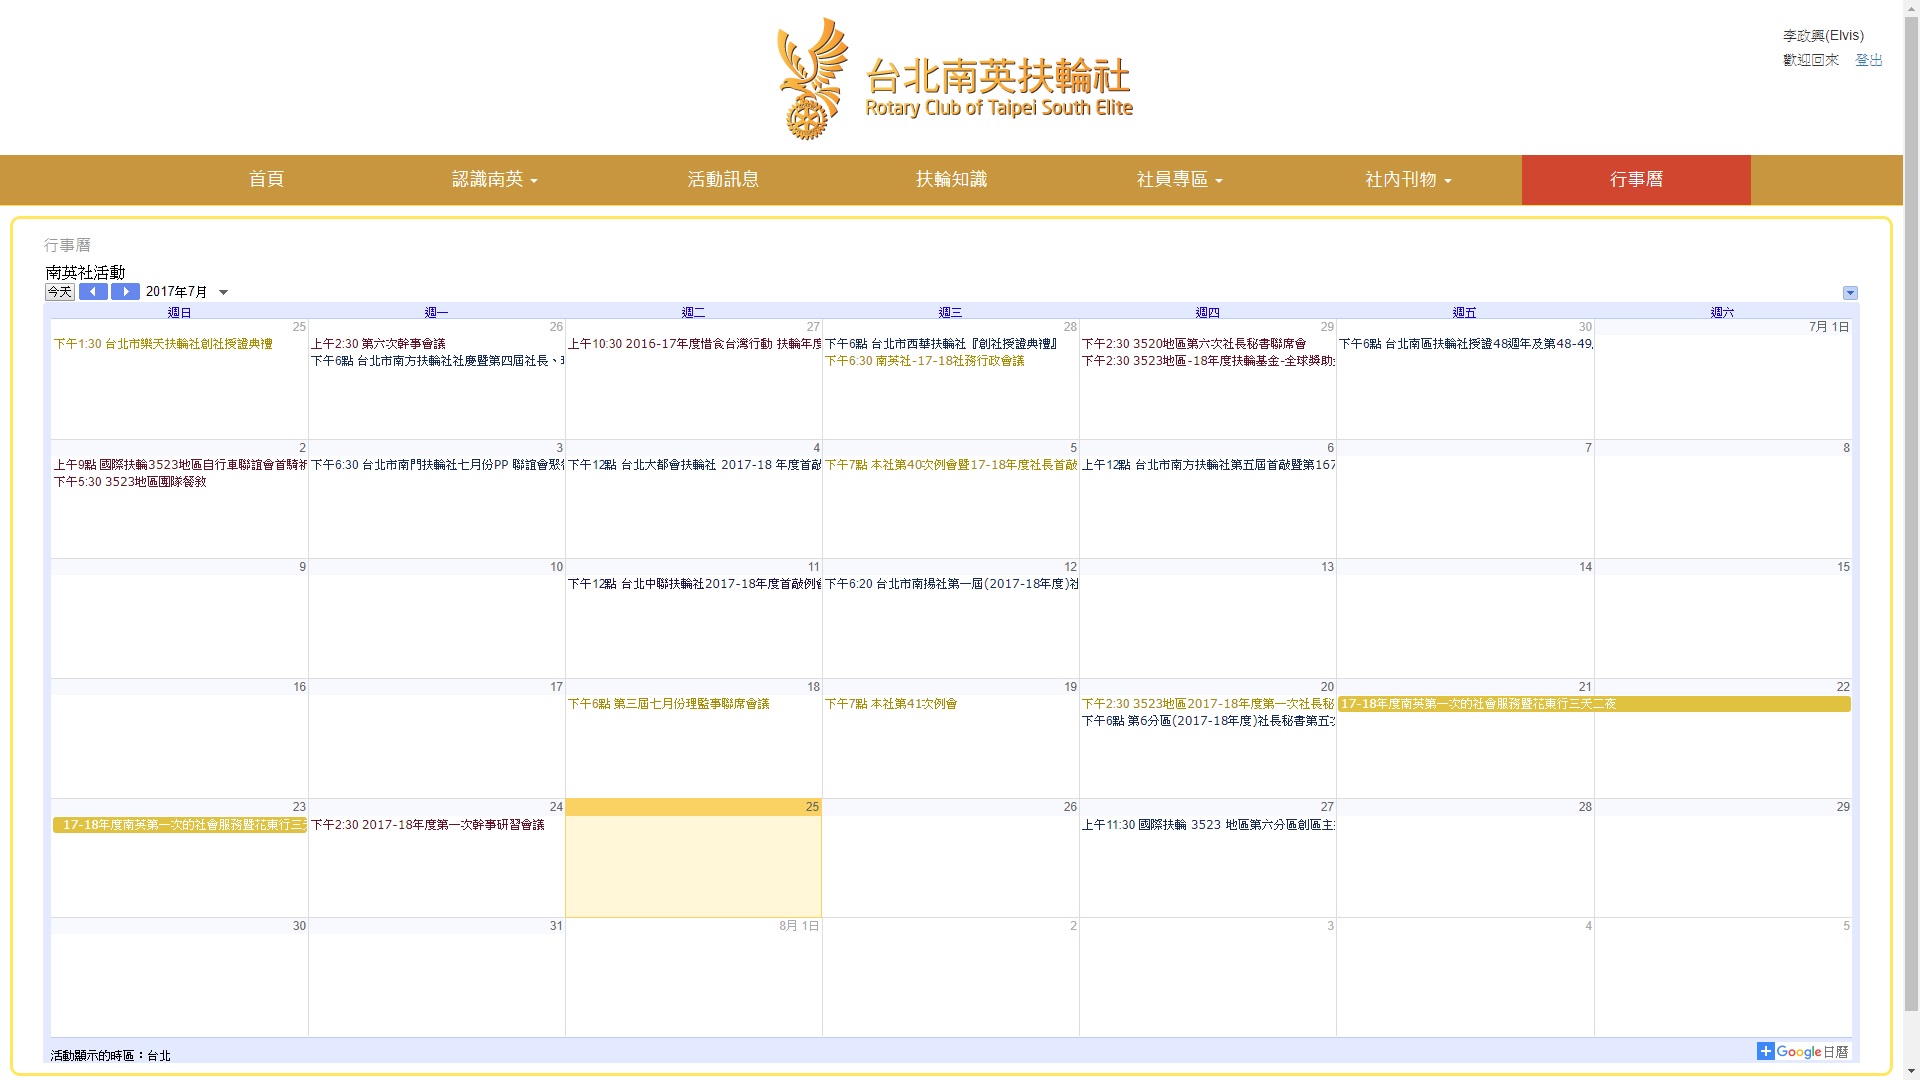 李政興(Elvis)
歡迎回來 登出
台北南英扶輪社
Rotary Club of Taipei South Elite
首頁 認識南英 活動訊息 扶輪知識 社員專區 社內刊物 行事曆
行事曆
南英社活動
今天 2017年7月
週日 週一 週二 週三 週四 週五 週六
25 26 27 28 29 30 7月 1日
下午1:30 台北市樂天扶輪社創社授證典禮 上午2:30 第六次幹事會議 上午10:30 2016-17年度惜食台灣行動 扶輪年度 下午6點 台北市西華扶輪社『創社授證典禮』 下午2:30 3520地區第六次社長秘書聯席會 下午6點 台北南區扶輪社授證48週年及第48-49
下午6點 台北市南方扶輪社社慶暨第四屆社長、 下午6:30 南英社-17-18社務行政會議 下午2:30 3523地區-18年度扶輪基金-全球獎助
2 3 4 5 6 7 8
上午9點 國際扶輪3523地區自行車聯誼會首騎 下午6:30 台北市南門扶輪社七月份PP 聯誼會聚 下午12點 台北大都會扶輪社 2017-18 年度首敲 下午7點 本社第40次例會暨17-18年度社長首敲 上午12點 台北市南方扶輪社第五屆首敲暨第167
下午5:30 3523地區團隊餐敘
9 10 11 12 13 14 15
下午12點 台北中聯扶輪社2017-18年度首敲例會 下午6:20 台北市南揚社第一屆(2017-18年度)社
16 17 18 19 20 21 22
下午6點 第三屆七月份理監事聯席會議 下午7點 本社第41次例會 下午2:30 3523地區2017-18年度第一次社長秘 17-18年度南英第一次的社會服務暨花東行三天二夜
下午6點 第6分區(2017-18年度)社長秘書第五次
23 24 25 26 27 28 29
17-18年度南英第一次的社會服務暨花東行三天 下午2:30 2017-18年度第一次幹事研習會議 上午11:30 國際扶輪 3523 地區第六分區創區主
30 31 8月 1日 2 3 4 5
活動顯示的時區：台北
Google日曆